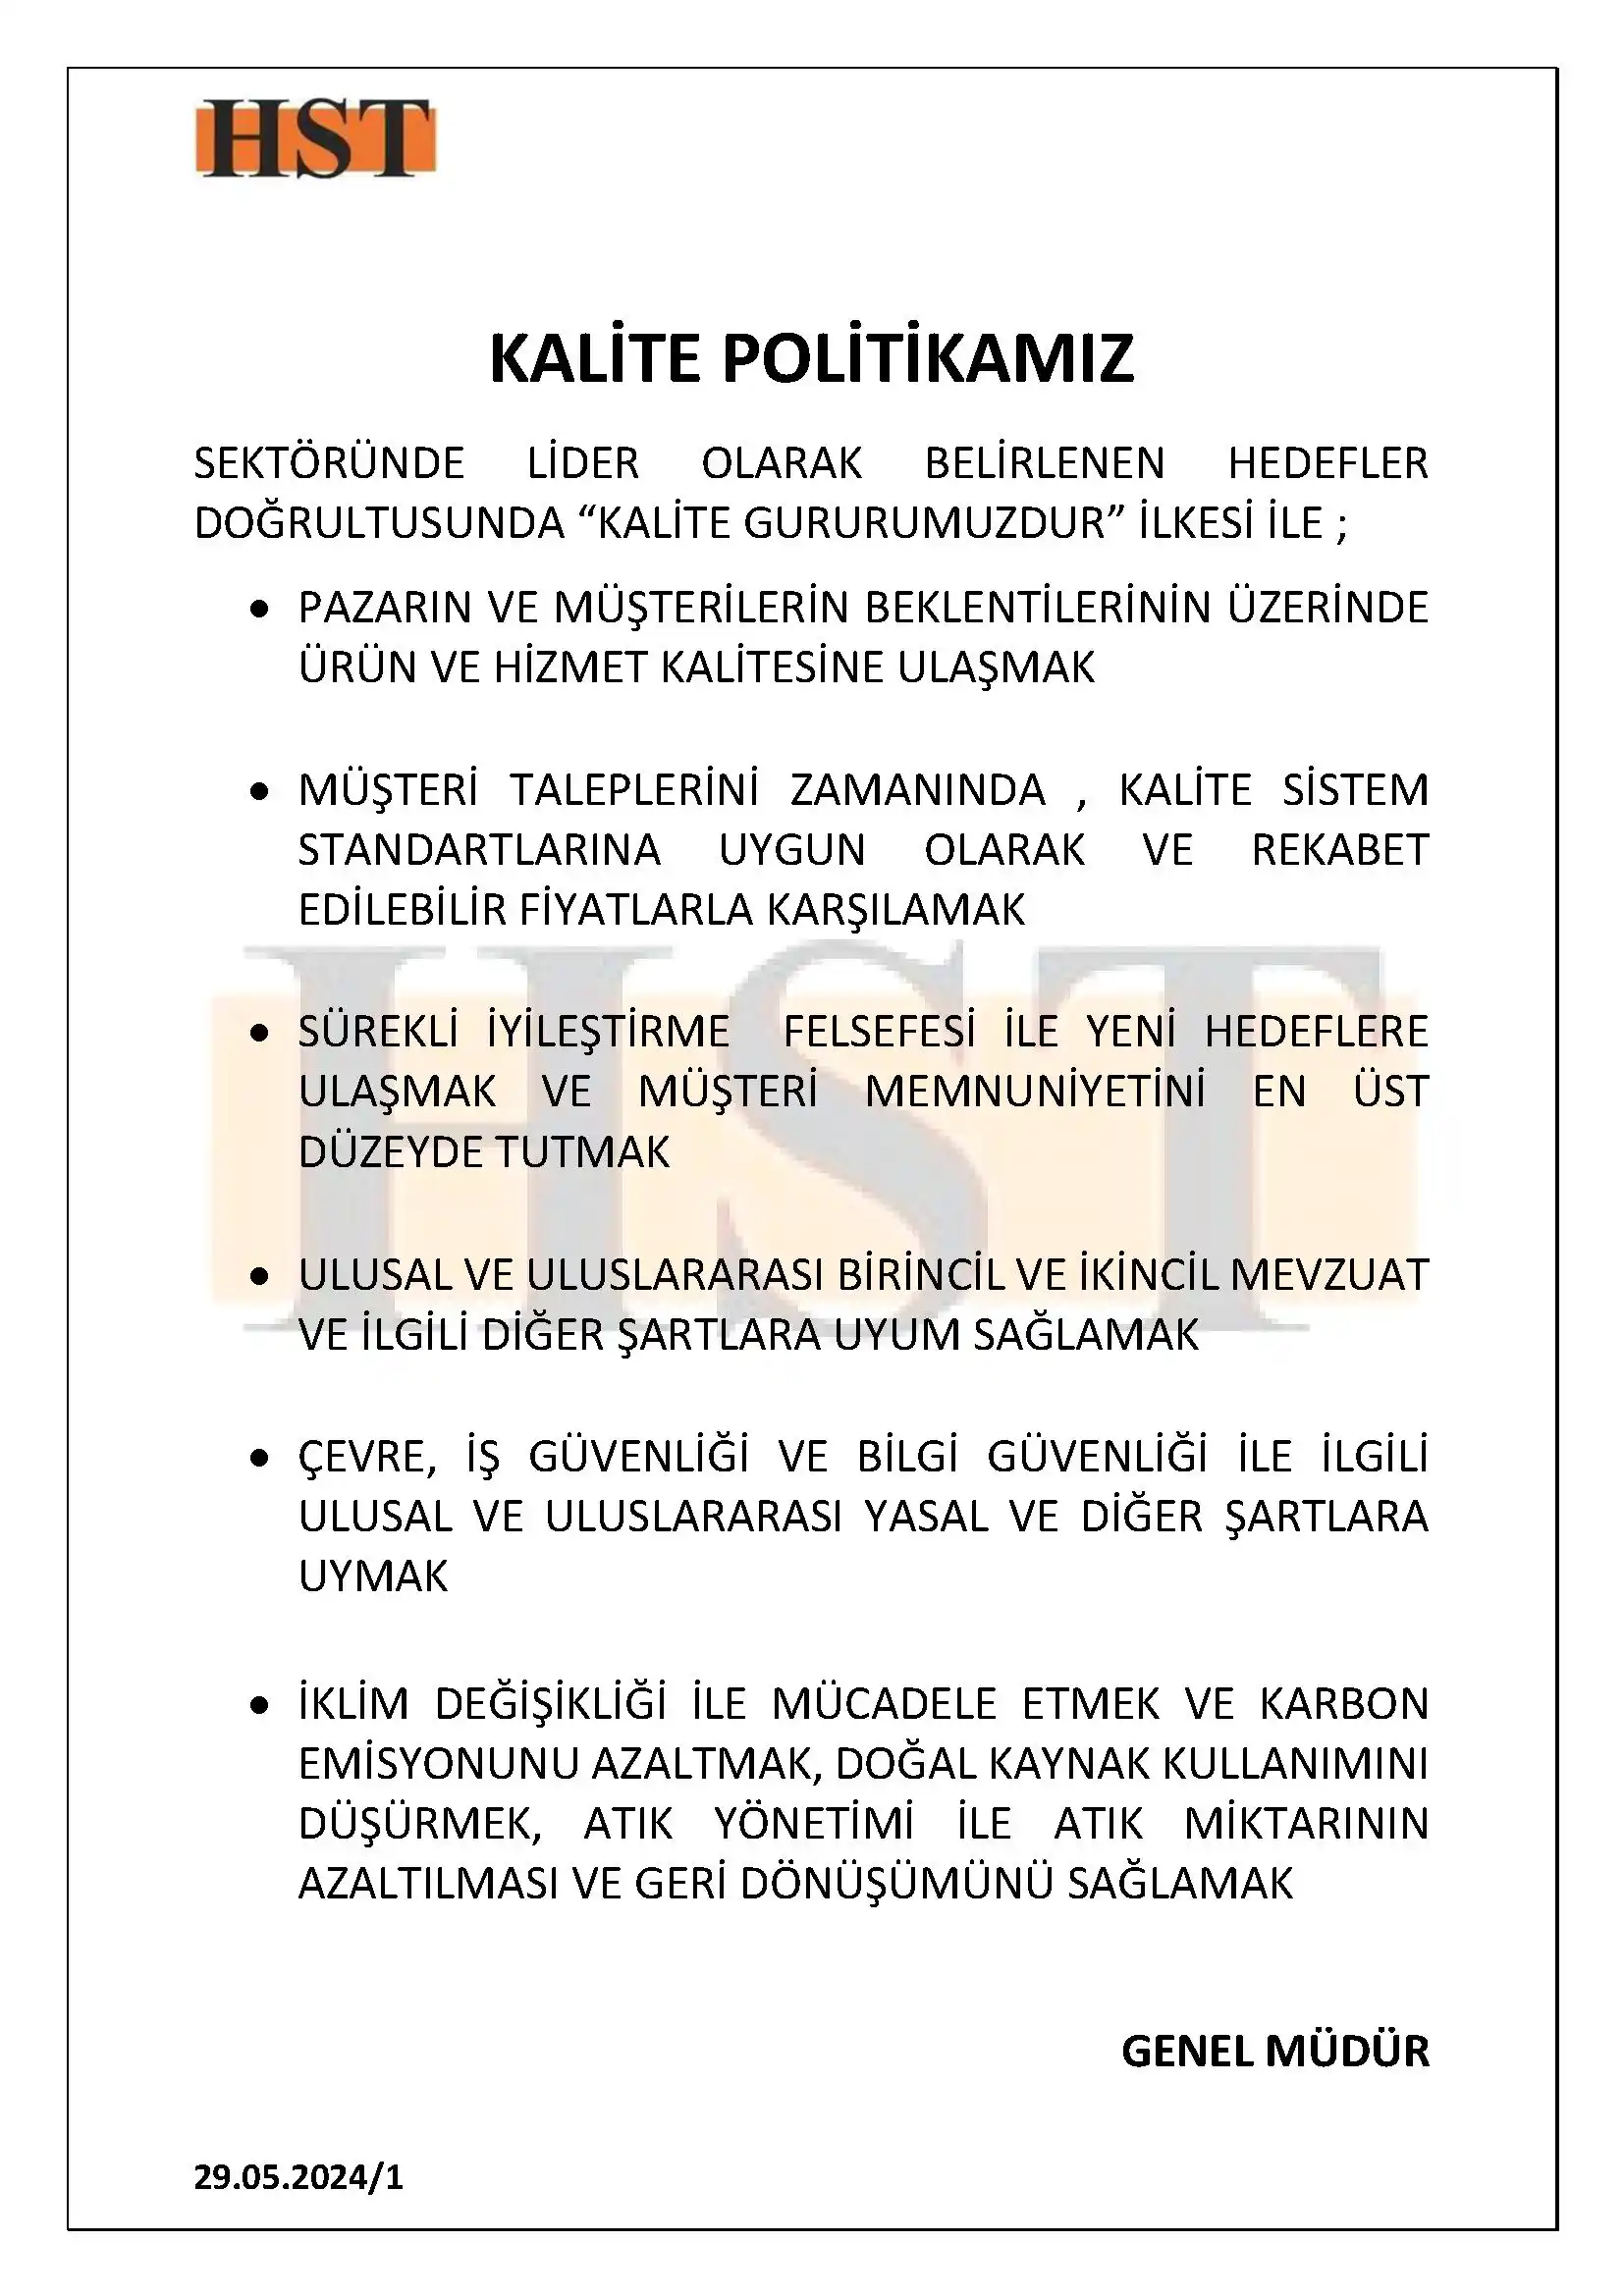 HST
KALİTE POLİTİKAMIZ
SEKTÖRÜNDE LİDER OLARAK BELİRLENEN HEDEFLER
DOĞRULTUSUNDA “KALİTE GURURUMUZDUR” İLKESİ İLE ;
• PAZARIN VE MÜŞTERİLERİN BEKLENTİLERİNİN ÜZERİNDE
ÜRÜN VE HİZMET KALİTESİNE ULAŞMAK
• MÜŞTERİ TALEPLERİNİ ZAMANINDA , KALİTE SİSTEM
STANDARTLARINA UYGUN OLARAK VE REKABET
EDİLEBİLİR FİYATLARLA KARŞILAMAK
HST
• SÜREKLİ İYİLEŞTİRME FELSEFESİ İLE YENİ HEDEFLERE
ULAŞMAK VE MÜŞTERİ MEMNUNİYETİNİ EN ÜST
DÜZEYDE TUTMAK
• ULUSAL VE ULUSLARARASI BİRİNCİL VE İKİNCİL MEVZUAT
VE İLGİLİ DİĞER ŞARTLARA UYUM SAĞLAMAK
• ÇEVRE, İŞ GÜVENLİĞİ VE BİLGİ GÜVENLİĞİ İLE İLGİLİ
ULUSAL VE ULUSLARARASI YASAL VE DİĞER ŞARTLARA
UYMAK
• İKLİM DEĞİŞİKLİĞİ İLE MÜCADELE ETMEK VE KARBON
EMİSYONUNU AZALTMAK, DOĞAL KAYNAK KULLANIMINI
DÜŞÜRMEK, ATIK YÖNETİMİ İLE ATIK MİKTARININ
AZALTILMASI VE GERİ DÖNÜŞÜMÜNÜ SAĞLAMAK
GENEL MÜDÜR
29.05.2024/1